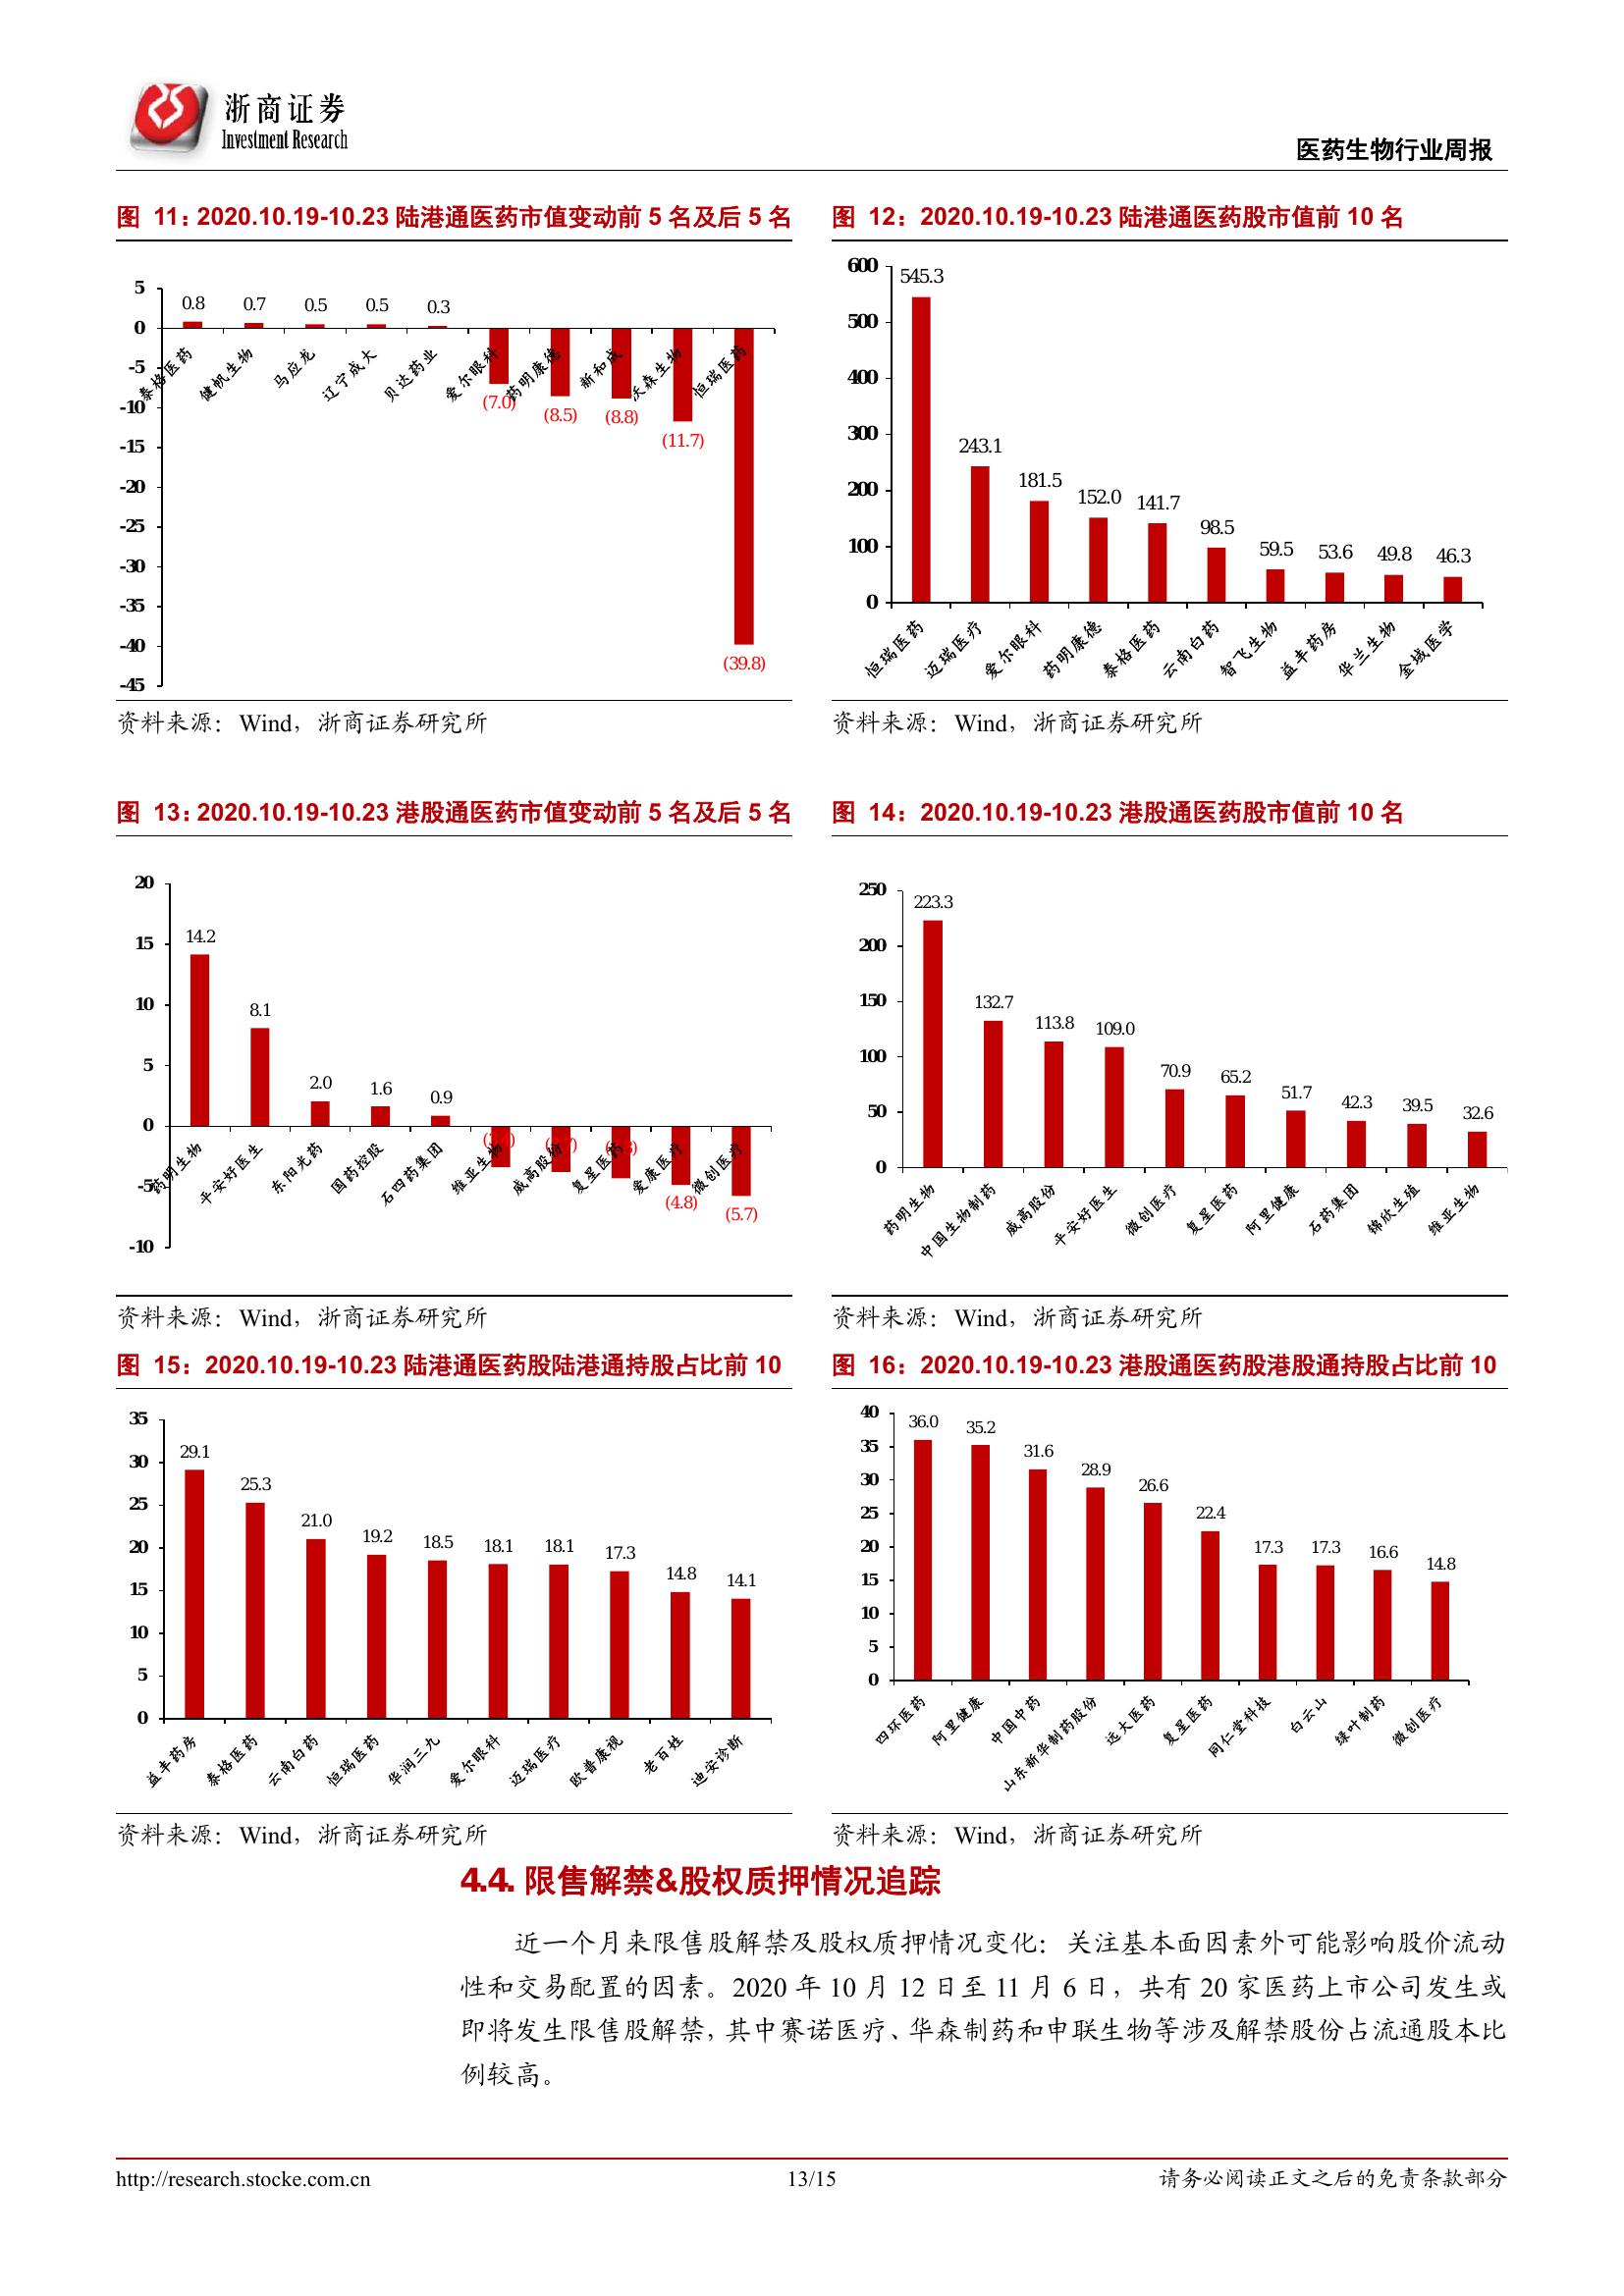 浙商证券
Investment Research
医药生物行业周报
图 11：2020.10.19-10.23 陆港通医药市值变动前 5 名及后 5 名
5
0
-5
-10
-15
-20
-25
-30
-35
-40
-45
0.8 0.7 0.5 0.5 0.3 (7.0) (8.5) (8.8) (11.7) (39.8)
泰格医药 健帆生物 马应龙 辽宁成大 贝达药业 爱尔眼科 药明康德 新和成 沃森生物 恒瑞医药
资料来源：Wind，浙商证券研究所
图 12：2020.10.19-10.23 陆港通医药股市值前 10 名
600
500
400
300
200
100
0
545.3 243.1 181.5 152.0 141.7 98.5 59.5 53.6 49.8 46.3
恒瑞医药 迈瑞医疗 爱尔眼科 药明康德 泰格医药 云南白药 智飞生物 益丰药房 华兰生物 金域医学
资料来源：Wind，浙商证券研究所
图 13：2020.10.19-10.23 港股通医药市值变动前 5 名及后 5 名
20
15
10
5
0
-5
-10
14.2 8.1 2.0 1.6 0.9 (4.8) (5.7)
药明生物 平安好医生 东阳光药 国药控股 石四药集团 维亚生物 威高股份 复星医药 爱康医疗 微创医疗
资料来源：Wind，浙商证券研究所
图 14：2020.10.19-10.23 港股通医药股市值前 10 名
250
200
150
100
50
0
223.3 132.7 113.8 109.0 70.9 65.2 51.7 42.3 39.5 32.6
药明生物 中国生物制药 威高股份 平安好医生 微创医疗 复星医药 阿里健康 石药集团 锦欣生殖 维亚生物
资料来源：Wind，浙商证券研究所
图 15：2020.10.19-10.23 陆港通医药股陆港通持股占比前 10
35
30
25
20
15
10
5
0
29.1 25.3 21.0 19.2 18.5 18.1 18.1 17.3 14.8 14.1
益丰药房 泰格医药 云南白药 恒瑞医药 华润三九 爱尔眼科 迈瑞医疗 欧普康视 老百姓 迪安诊断
资料来源：Wind，浙商证券研究所
图 16：2020.10.19-10.23 港股通医药股港股通持股占比前 10
40
35
30
25
20
15
10
5
0
36.0 35.2 31.6 28.9 26.6 22.4 17.3 17.3 16.6 14.8
四环医药 阿里健康 中国中药 山东新华制药股份 远大医药 复星医药 同仁堂科技 白云山 绿叶制药 微创医疗
资料来源：Wind，浙商证券研究所
4.4. 限售解禁&股权质押情况追踪
近一个月来限售股解禁及股权质押情况变化：关注基本面因素外可能影响股价流动
性和交易配置的因素。2020 年 10 月 12 日至 11 月 6 日，共有 20 家医药上市公司发生或
即将发生限售股解禁，其中赛诺医疗、华森制药和申联生物等涉及解禁股份占流通股本比
例较高。
http://research.stocke.com.cn
13/15
请务必阅读正文之后的免责条款部分